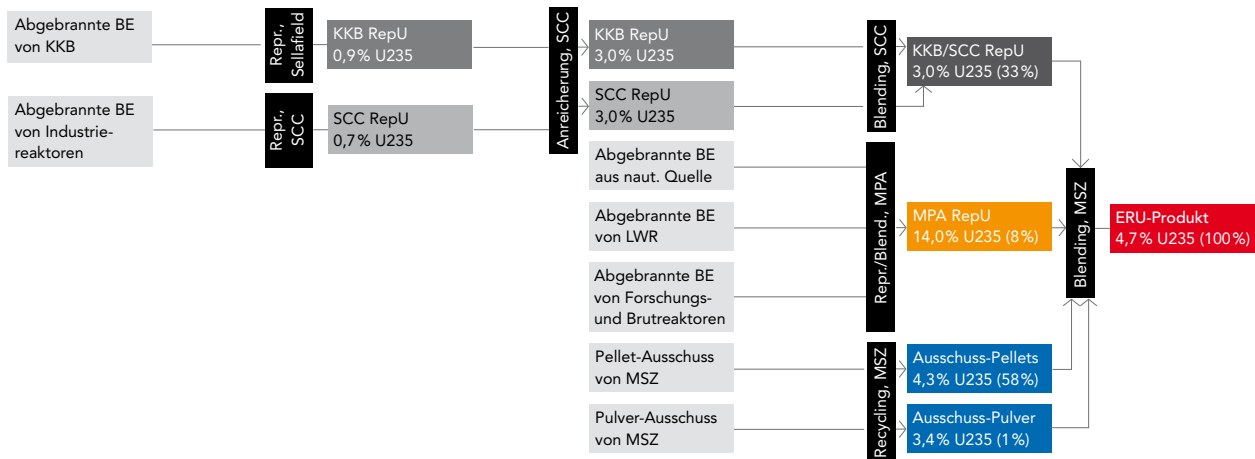 Abgebrannte BE
von KKB
Repr.,
Sellafield
KKB RepU
0,9% U235
Anreicherung, SCC
KKB RepU
3,0% U235
Blending, SCC
KKB/SCC RepU
3,0% U235 (33%)
Abgebrannte BE
von Industrie-
reaktoren
Repr.,
SCC
SCC RepU
0,7% U235
SCC RepU
3,0% U235
Abgebrannte BE
aus naut. Quelle
Abgebrannte BE
von LWR
Abgebrannte BE
von Forschungs-
und Brutreaktoren
Repr./Blend., MPA
MPA RepU
14,0% U235 (8%)
Blending, MSZ
ERU-Produkt
4,7% U235 (100%)
Pellet-Ausschuss
von MSZ
Pulver-Ausschuss
von MSZ
Recycling, MSZ
Ausschuss-Pellets
4,3% U235 (58%)
Ausschuss-Pulver
3,4% U235 (1%)